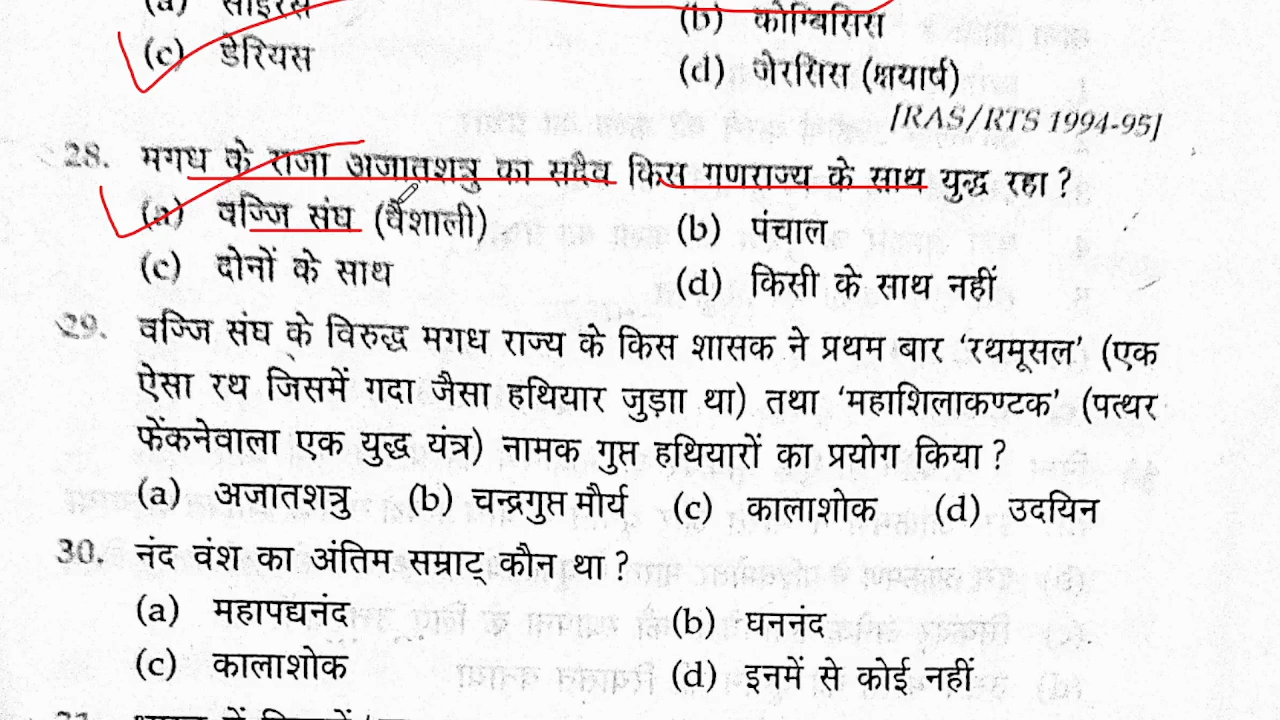 (a) साइरस
(b) कोम्बिसिस
(c) डेरियस
(d) जेरसिस (क्षयार्ष)
[RAS/RTS 1994-95]
28. मगध के राजा अजातशत्रु का सदैव किस गणराज्य के साथ युद्ध रहा ?
(a) वज्जि संघ (वैशाली) (b) पंचाल
(c) दोनों के साथ (d) किसी के साथ नहीं
29. वज्जि संघ के विरुद्ध मगध राज्य के किस शासक ने प्रथम बार ‘रथमूसल’ (एक
ऐसा रथ जिसमें गदा जैसा हथियार जुड़ाा था) तथा ‘महाशिलाकण्टक’ (पत्थर
फेंकनेवाला एक युद्ध यंत्र) नामक गुप्त हथियारों का प्रयोग किया ?
(a) अजातशत्रु (b) चन्द्रगुप्त मौर्य (c) कालाशोक (d) उदयिन
30. नंद वंश का अंतिम सम्राट् कौन था ?
(a) महापद्यनंद (b) घननंद
(c) कालाशोक (d) इनमें से कोई नहीं